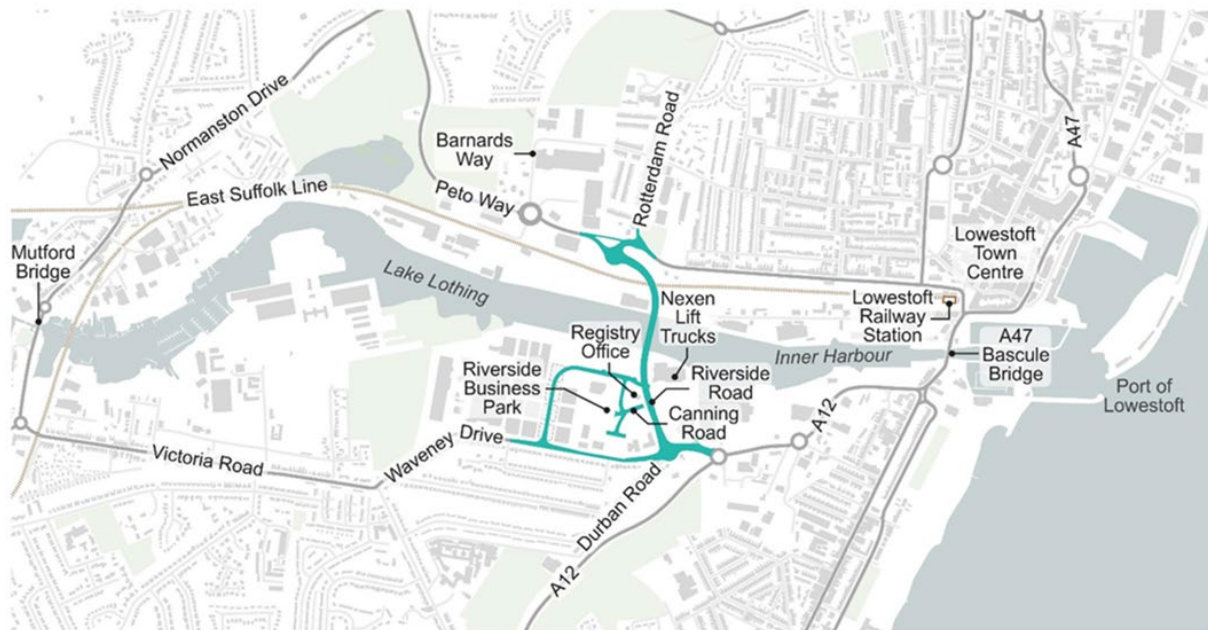 Normanston Drive
A47
Rotterdam Road
Barnards
Way
East Suffolk Line
Peto Way
Mutford
Bridge
Lowestoft
Town
Centre
Lake Lothing
Nexen
Lift
Trucks
Lowestoft
Railway
Station
Registry
Office
Inner Harbour
A47
Bascule
Bridge
Riverside
Business
Park
Riverside
Road
Port of
Lowestoft
Canning
Road
A12
Waveney Drive
Victoria Road
Durban Road
A12